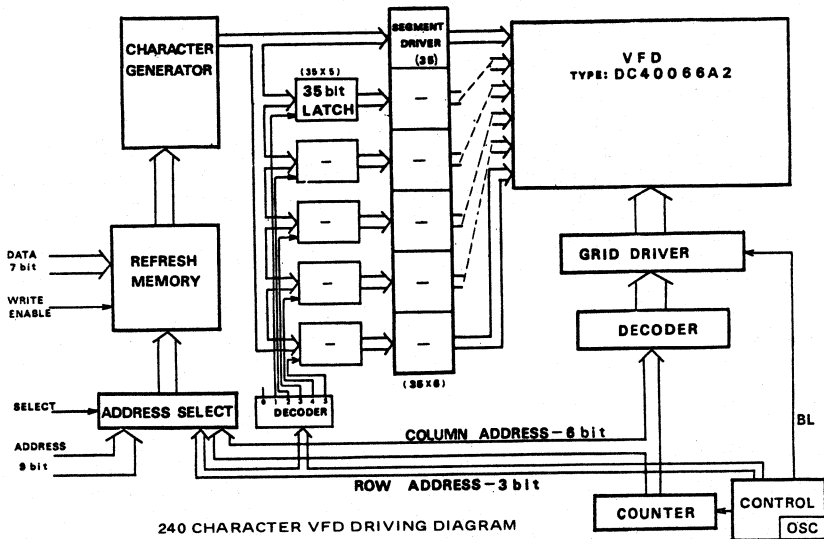 CHARACTER
GENERATOR
SEGMENT
DRIVER
(35)
VFD
TYPE: DC40066A2
(35X5)
35bit
LATCH
–
–
–
–
–
–
–
–
–
(35X6)
DATA
7 bit
WRITE
ENABLE
REFRESH
MEMORY
GRID DRIVER
DECODER
0 1 2 3 4 5
DECODER
SELECT
ADDRESS SELECT
ADDRESS
9 bit
COLUMN ADDRESS–6 bit
BL
ROW ADDRESS–3 bit
COUNTER
CONTROL
OSC
240 CHARACTER VFD DRIVING DIAGRAM